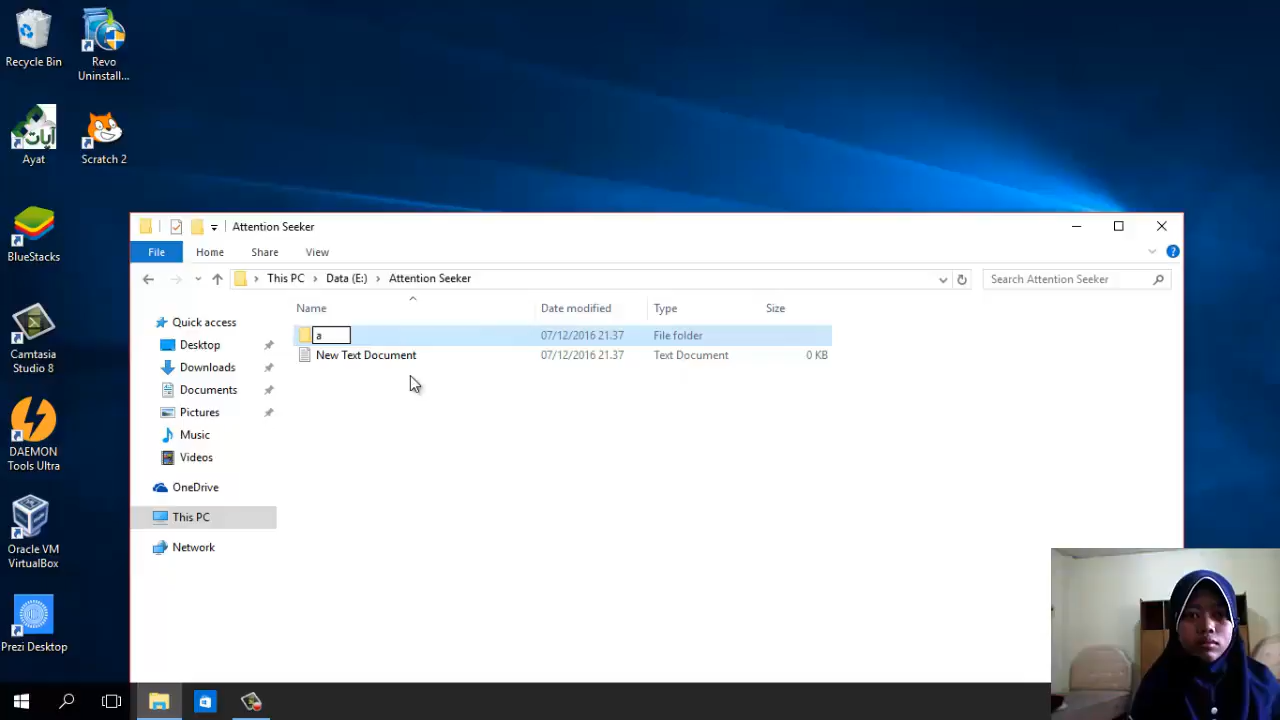 Recycle Bin
Revo
Uninstall...
Ayat
آيات
Scratch 2
BlueStacks
Camtasia
Studio 8
DAEMON
Tools Ultra
Oracle VM
VirtualBox
Prezi Desktop
Attention Seeker
File Home Share View
This PC Data (E:) Attention Seeker
Search Attention Seeker
Name Date modified Type Size
a 07/12/2016 21.37 File folder
New Text Document 07/12/2016 21.37 Text Document 0 KB
Quick access
Desktop
Downloads
Documents
Pictures
Music
Videos
OneDrive
This PC
Network